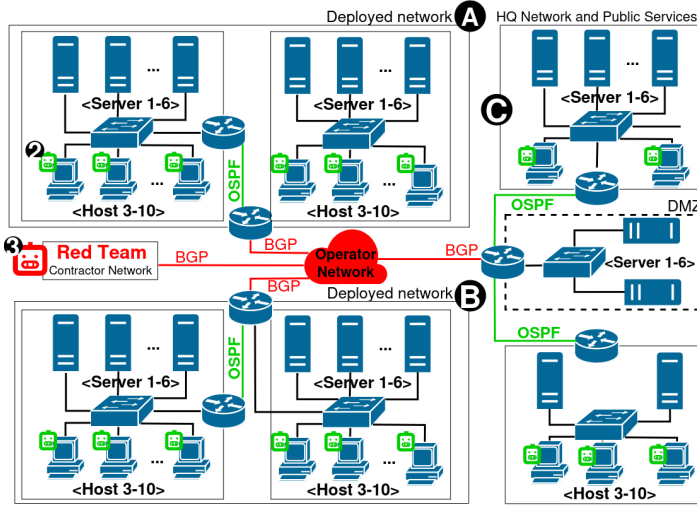 Deployed network
A
HQ Network and Public Services
...
<Server 1-6>
2
...
<Host 3-10>
OSPF
...
<Server 1-6>
...
<Host 3-10>
C
...
<Server 1-6>
OSPF
DMZ
<Server 1-6>
3
Red Team
Contractor Network
BGP
BGP
Operator
Network
BGP
BGP
Deployed network
B
...
<Server 1-6>
...
<Host 3-10>
OSPF
...
<Server 1-6>
...
<Host 3-10>
OSPF
<Host 3-10>